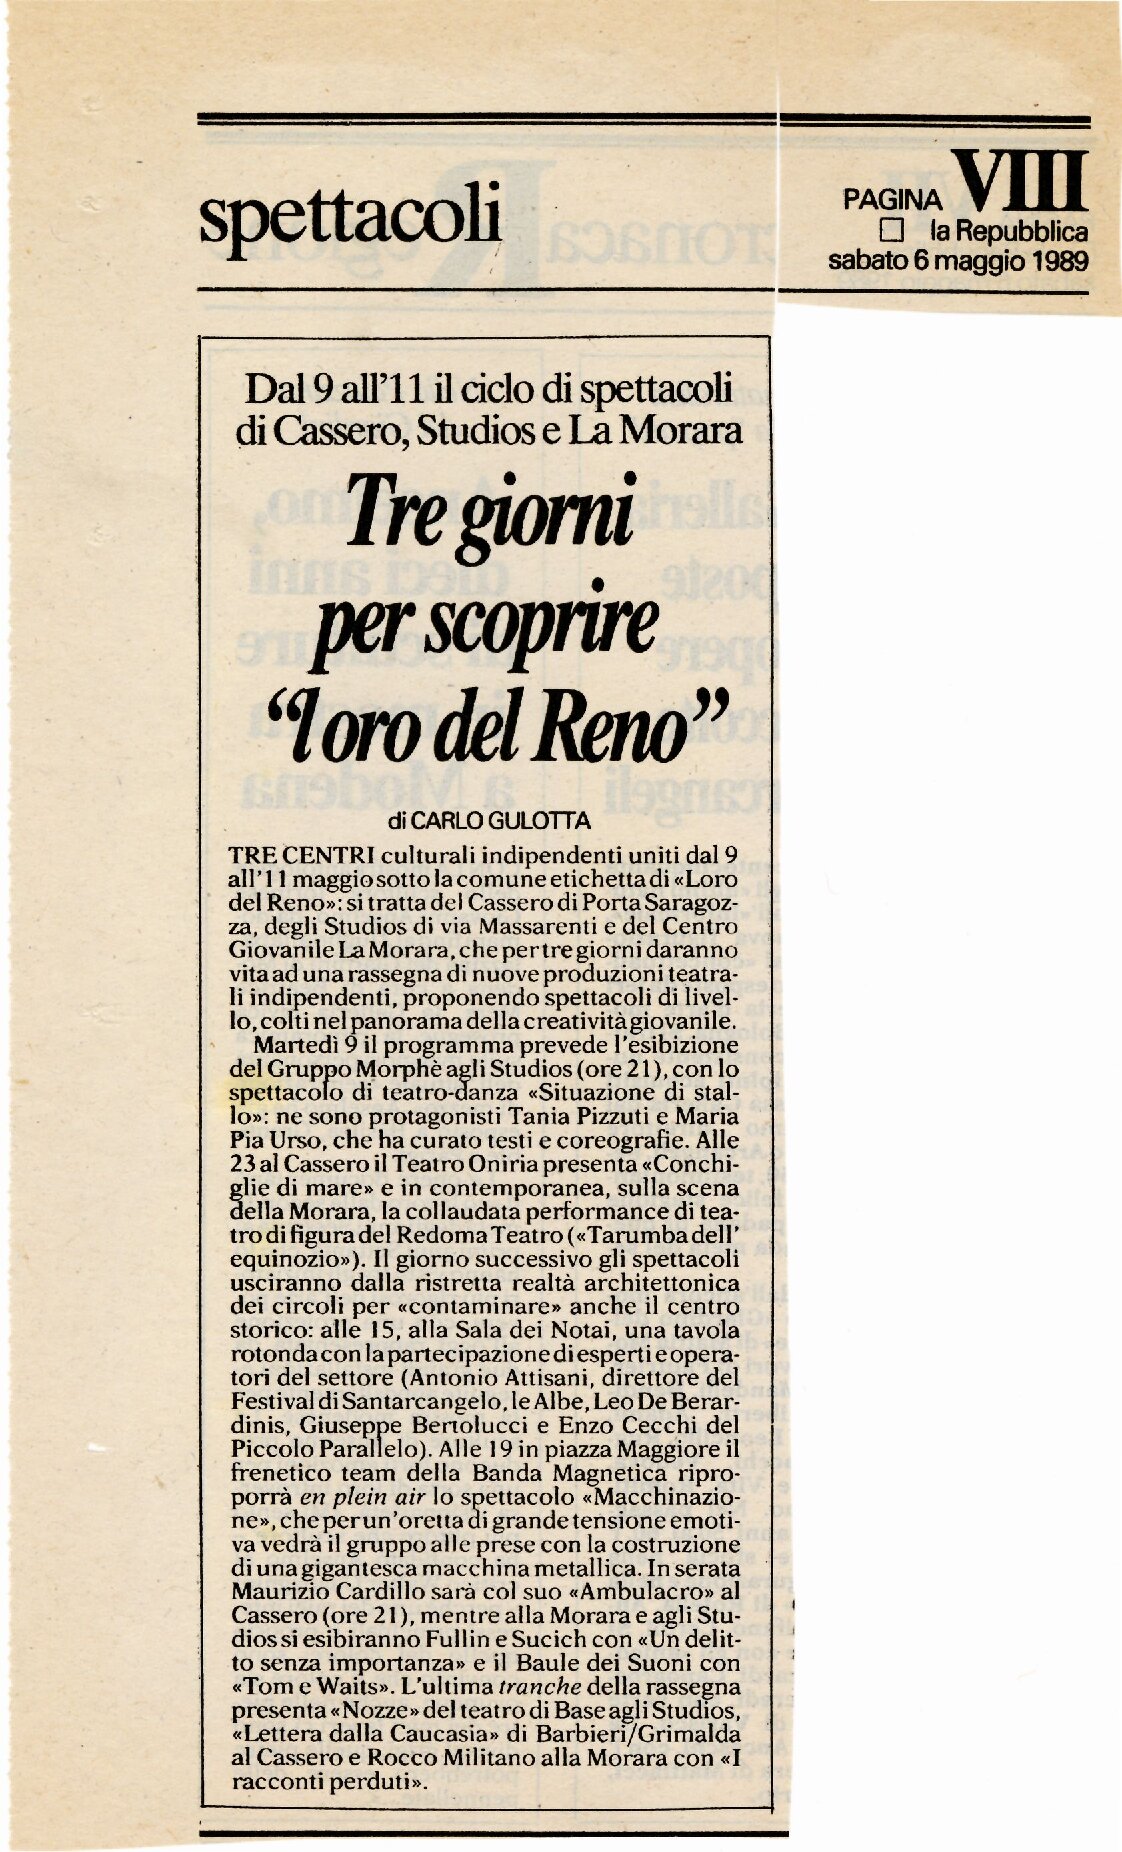 spettacoli
PAGINA VIII
□ la Repubblica
sabato 6 maggio 1989
Dal 9 all'11 il ciclo di spettacoli
di Cassero, Studios e La Morara
Tre giorni
per scoprire
“loro del Reno”
di CARLO GULOTTA
TRE CENTRI culturali indipendenti uniti dal 9
all'11 maggio sotto la comune etichetta di «Loro
del Reno»: si tratta del Cassero di Porta Saragoz-
za, degli Studios di via Massarenti e del Centro
Giovanile La Morara, che per tre giorni daranno
vita ad una rassegna di nuove produzioni teatra-
li indipendenti, proponendo spettacoli di livel-
lo, colti nel panorama della creatività giovanile.
Martedì 9 il programma prevede l'esibizione
del Gruppo Morphè agli Studios (ore 21), con lo
spettacolo di teatro-danza «Situazione di stal-
lo»: ne sono protagonisti Tania Pizzuti e Maria
Pia Urso, che ha curato testi e coreografie. Alle
23 al Cassero il Teatro Oniria presenta «Conchi-
glie di mare» e in contemporanea, sulla scena
della Morara, la collaudata performance di tea-
tro di figura del Redoma Teatro («Tarumba dell'
equinozio»). Il giorno successivo gli spettacoli
usciranno dalla ristretta realtà architettonica
dei circoli per «contaminare» anche il centro
storico: alle 15, alla Sala dei Notai, una tavola
rotonda con la partecipazione di esperti e opera-
tori del settore (Antonio Attisani, direttore del
Festival di Santarcangelo, le Albe, Leo De Berar-
dinis, Giuseppe Bertolucci e Enzo Cecchi del
Piccolo Parallelo). Alle 19 in piazza Maggiore il
frenetico team della Banda Magnetica ripro-
porrà en plein air lo spettacolo «Macchinazio-
ne», che per un'oretta di grande tensione emoti-
va vedrà il gruppo alle prese con la costruzione
di una gigantesca macchina metallica. In serata
Maurizio Cardillo sarà col suo «Ambulacro» al
Cassero (ore 21), mentre alla Morara e agli Stu-
dios si esibiranno Fullin e Sucich con «Un delit-
to senza importanza» e il Baule dei Suoni con
«Tom e Waits». L'ultima tranche della rassegna
presenta «Nozze» del teatro di Base agli Studios,
«Lettera dalla Caucasia» di Barbieri/Grimalda
al Cassero e Rocco Militano alla Morara con «I
racconti perduti».